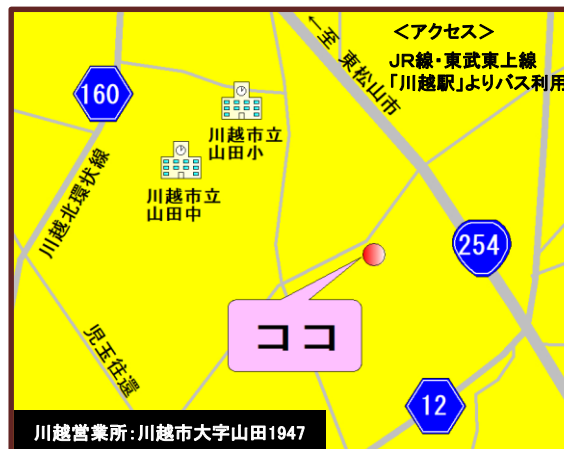 <アクセス>
JR線・東武東上線
「川越駅」よりバス利用
←至 東松山市
160
川越市立
山田小
川越市立
山田中
川越北環状線
254
ココ
児玉往還
12
川越営業所:川越市大字山田1947